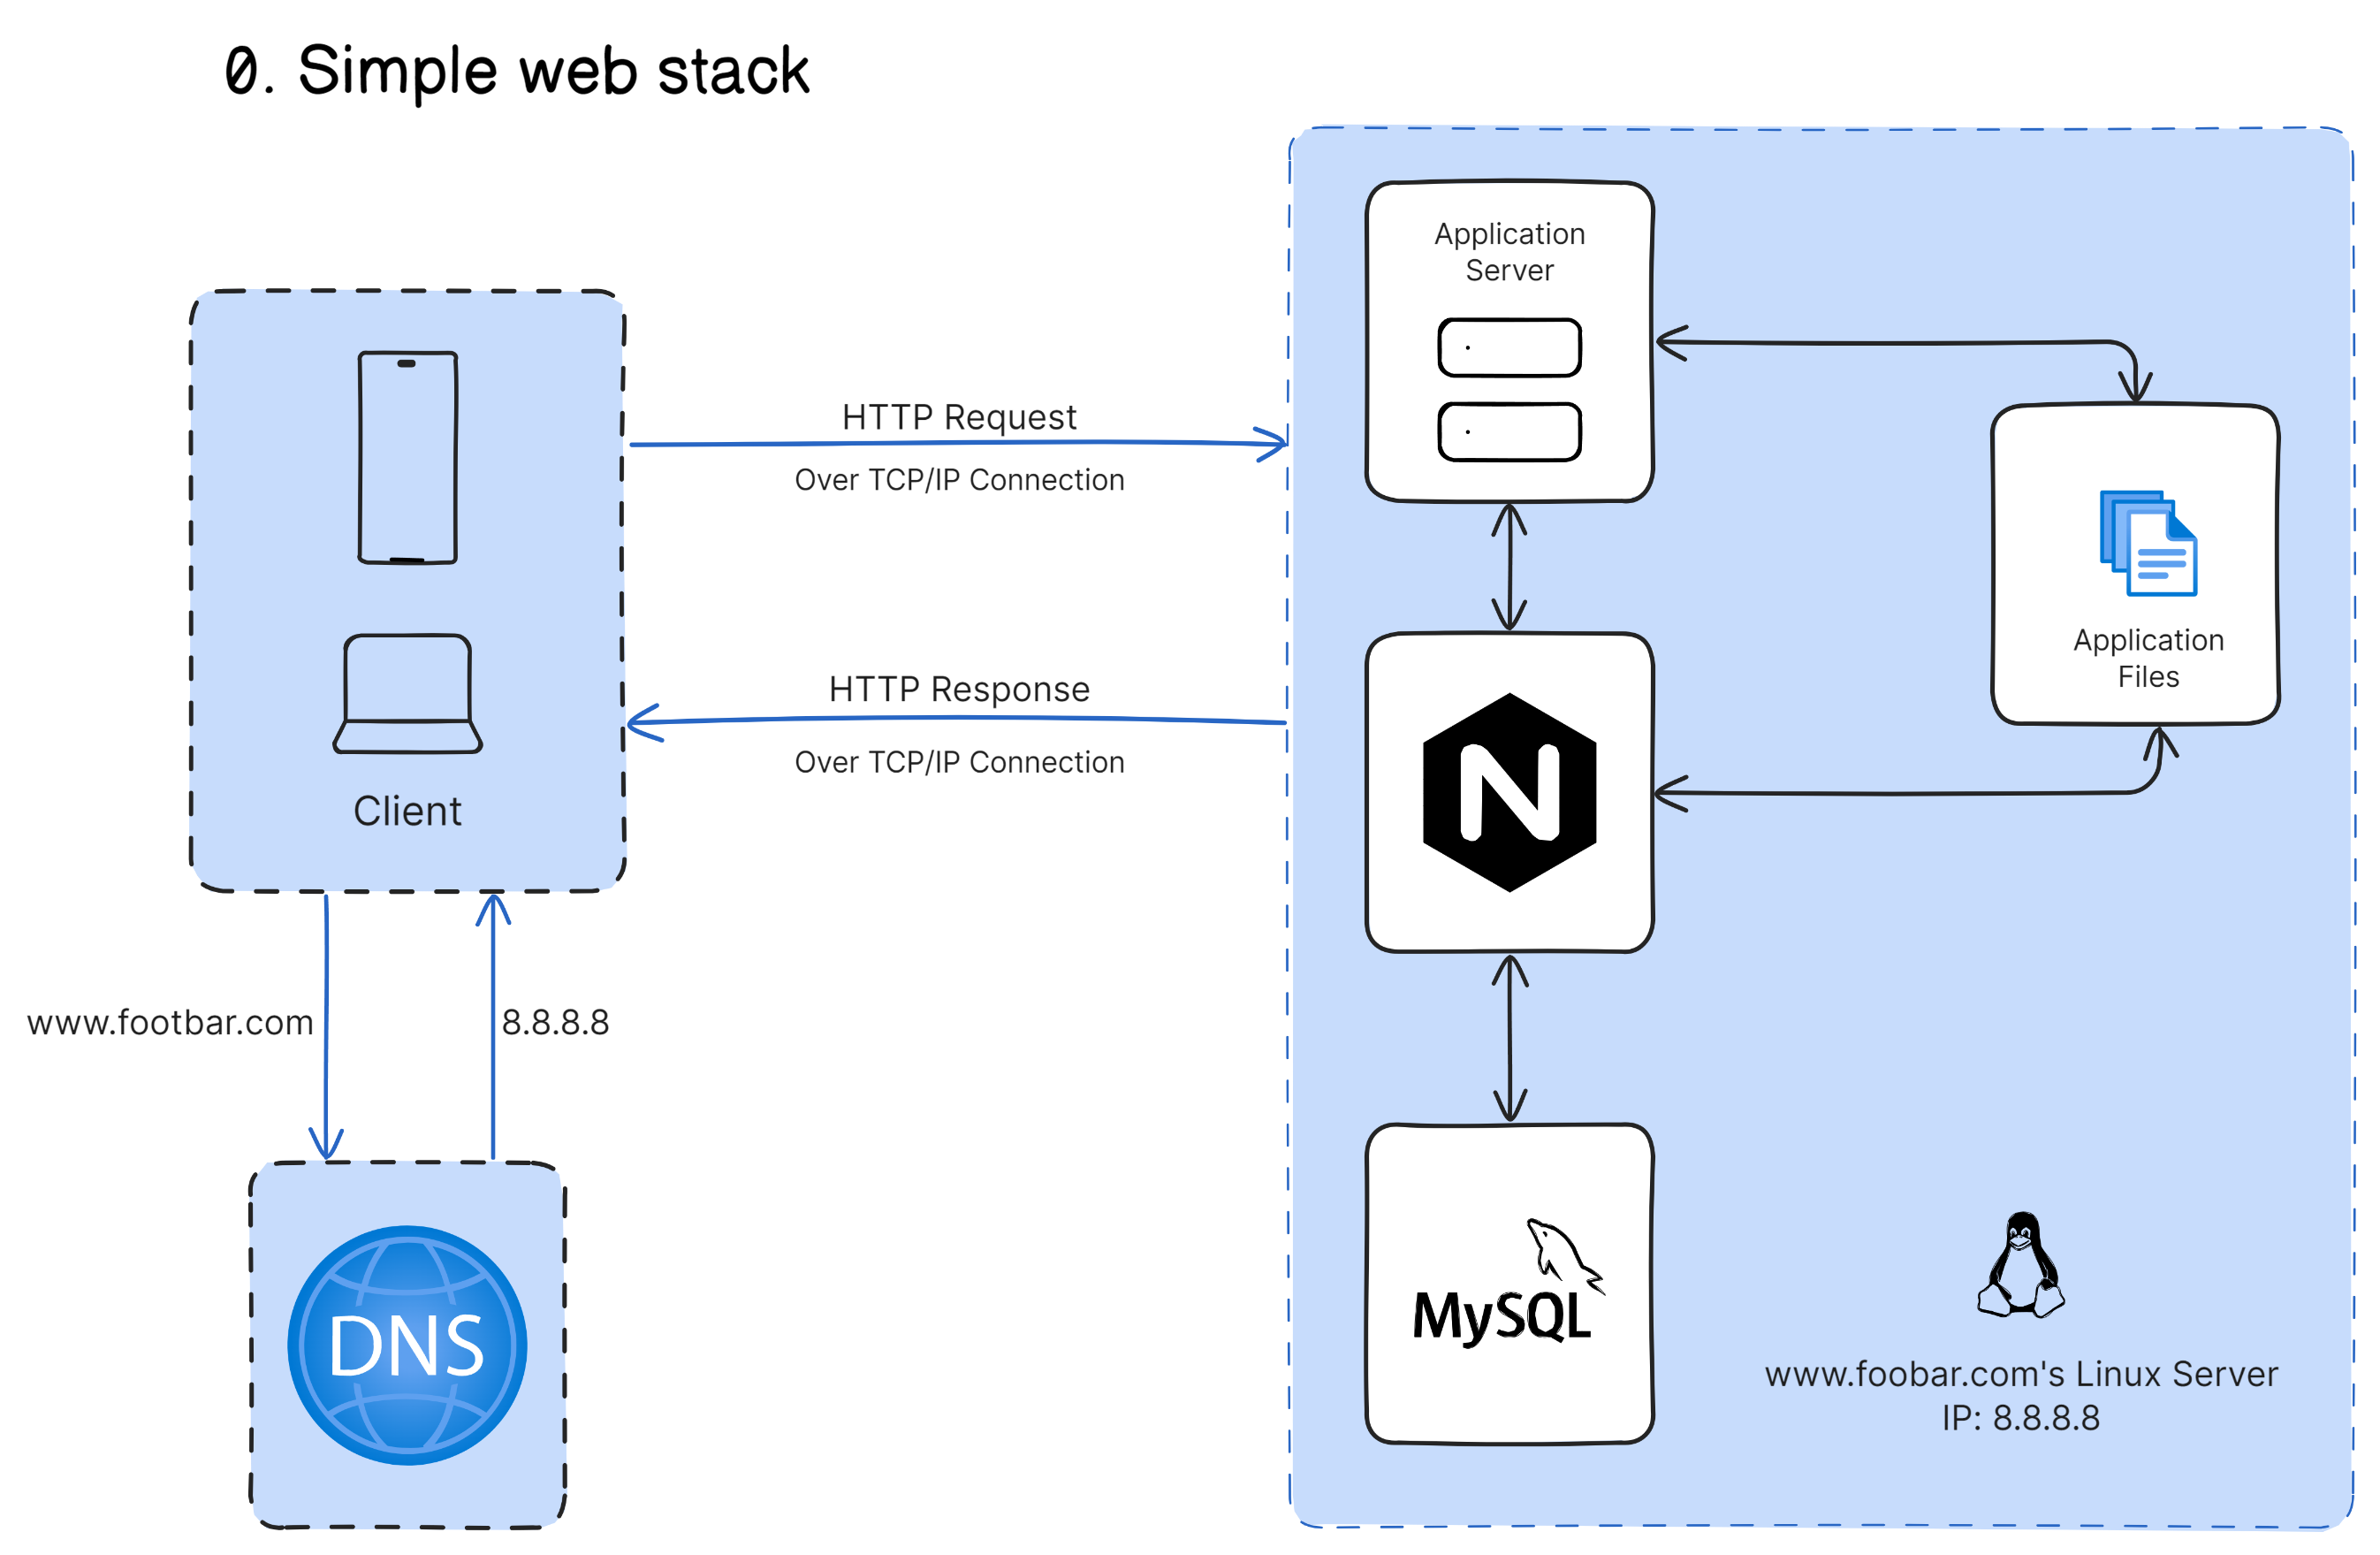 0. Simple web stack
Application
Server
HTTP Request
Over TCP/IP Connection
HTTP Response
Over TCP/IP Connection
Client
Application
Files
N
www.footbar.com
8.8.8.8
DNS
MySQL
www.foobar.com's Linux Server
IP: 8.8.8.8